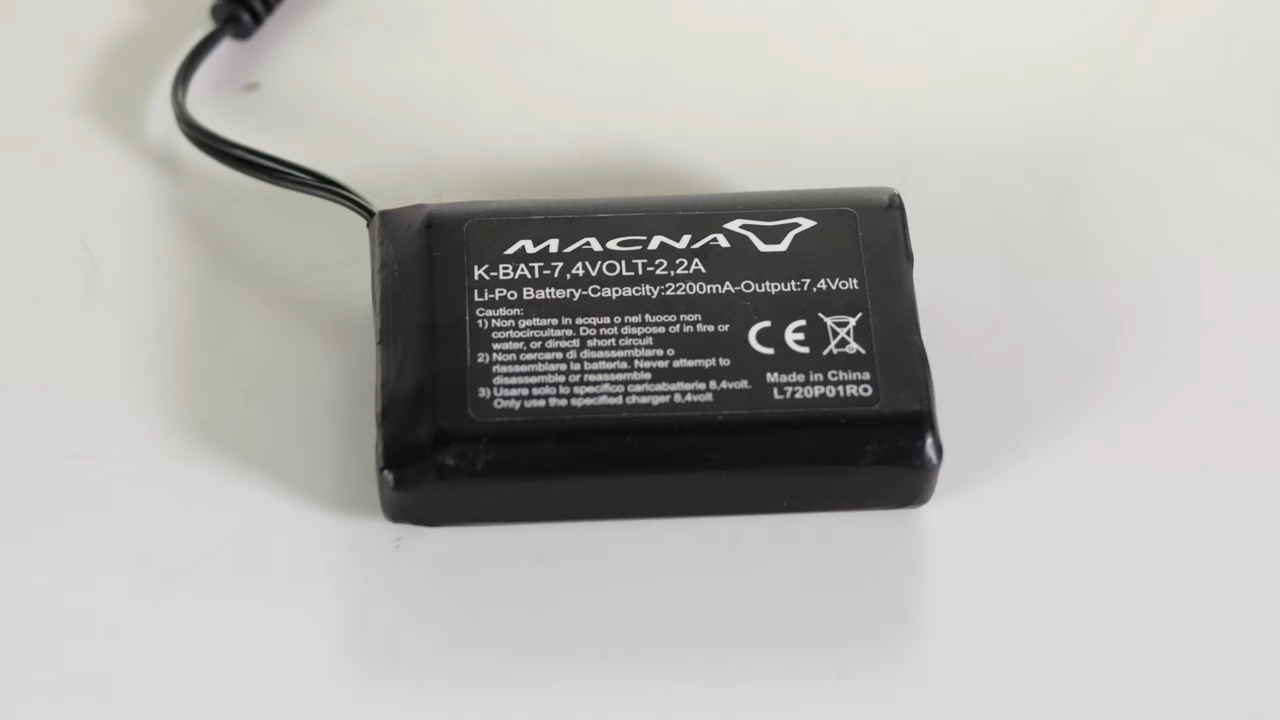 MACNA
K-BAT-7,4VOLT-2,2A
Li-Po Battery-Capacity:2200mA-Output:7,4Volt
Caution:
1) Non gettare in acqua o nel fuoco non
cortocircuitare. Do not dispose of in fire or
water, or directl short circuit
2) Non cercare di disassemblare o
riassemblare la batteria. Never attempt to
disassemble or reassemble
3) Usare solo lo specifico caricabatterie 8,4volt.
Only use the specified charger 8,4volt
CE
Made in China
L720P01RO